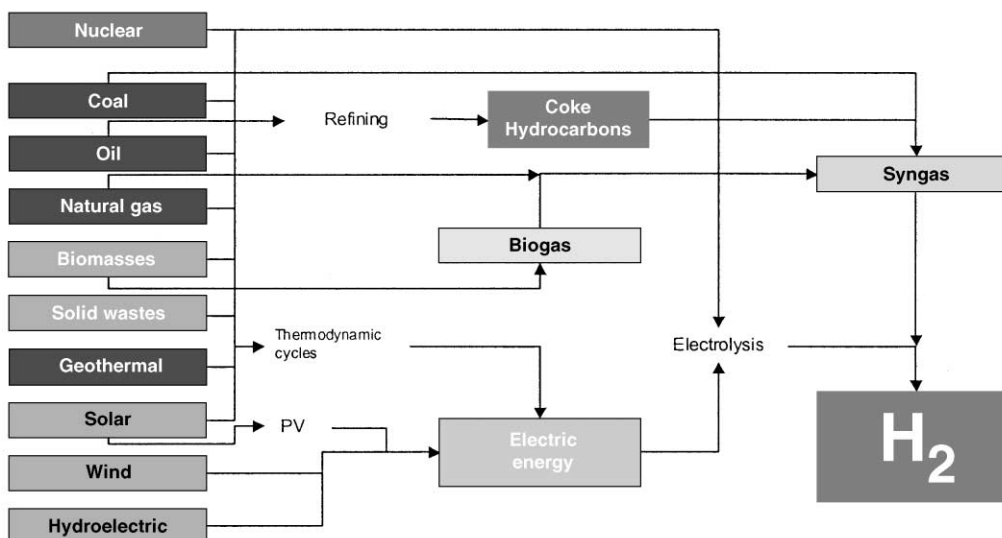 Nuclear
Coal
Oil
Natural gas
Biomasses
Solid wastes
Geothermal
Solar
Wind
Hydroelectric
Refining
Coke
Hydrocarbons
Biogas
Thermodynamic
cycles
PV
Electric
energy
Electrolysis
Syngas
H2